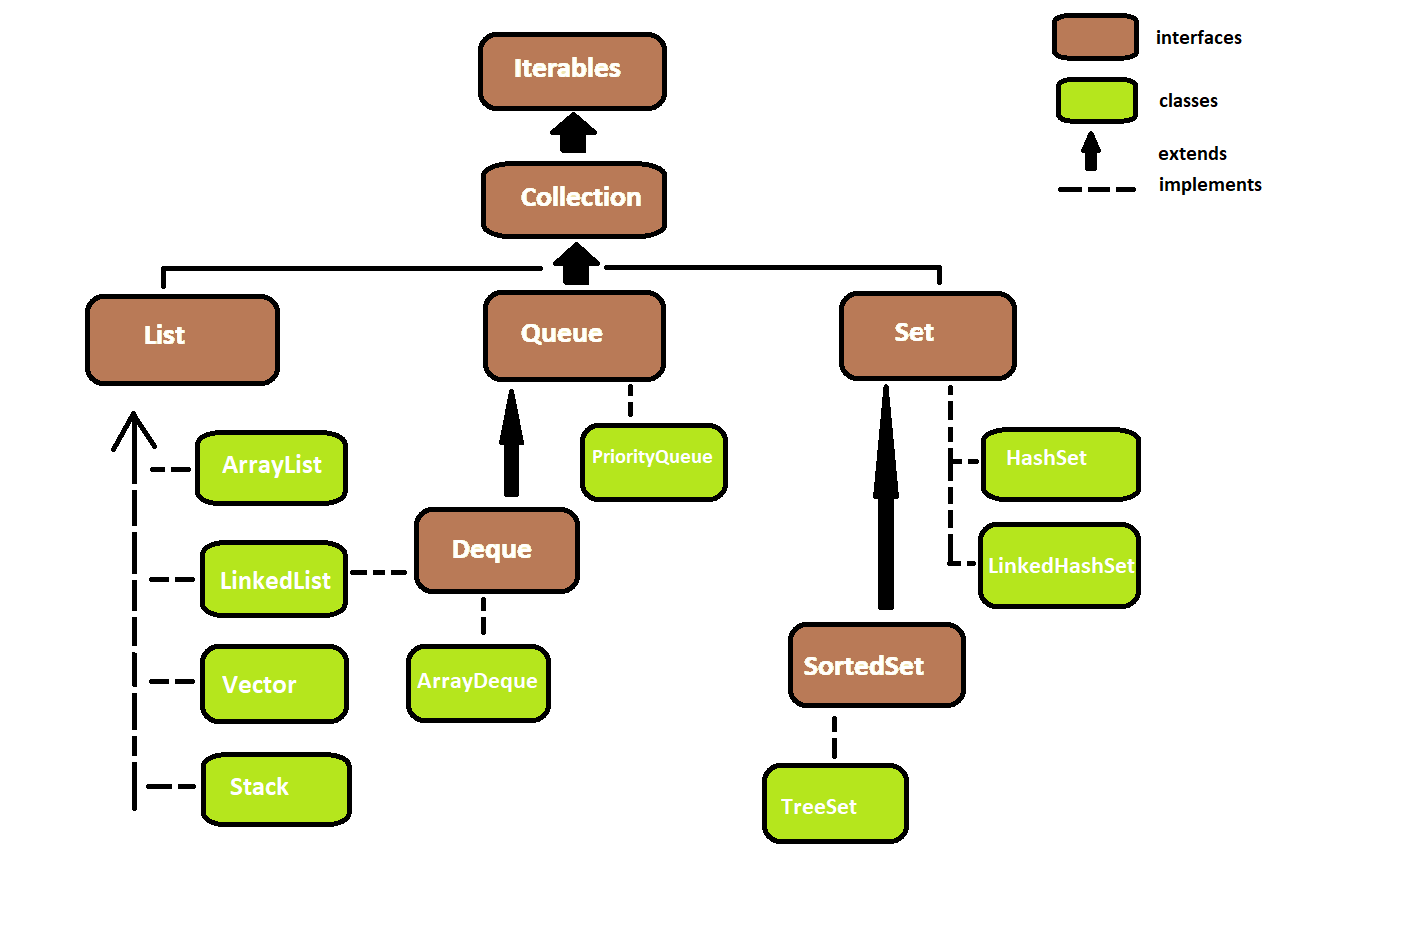 Iterables
interfaces
classes
extends
implements
Collection
List
Queue
Set
ArrayList
PriorityQueue
HashSet
LinkedList
Deque
LinkedHashSet
Vector
ArrayDeque
SortedSet
Stack
TreeSet